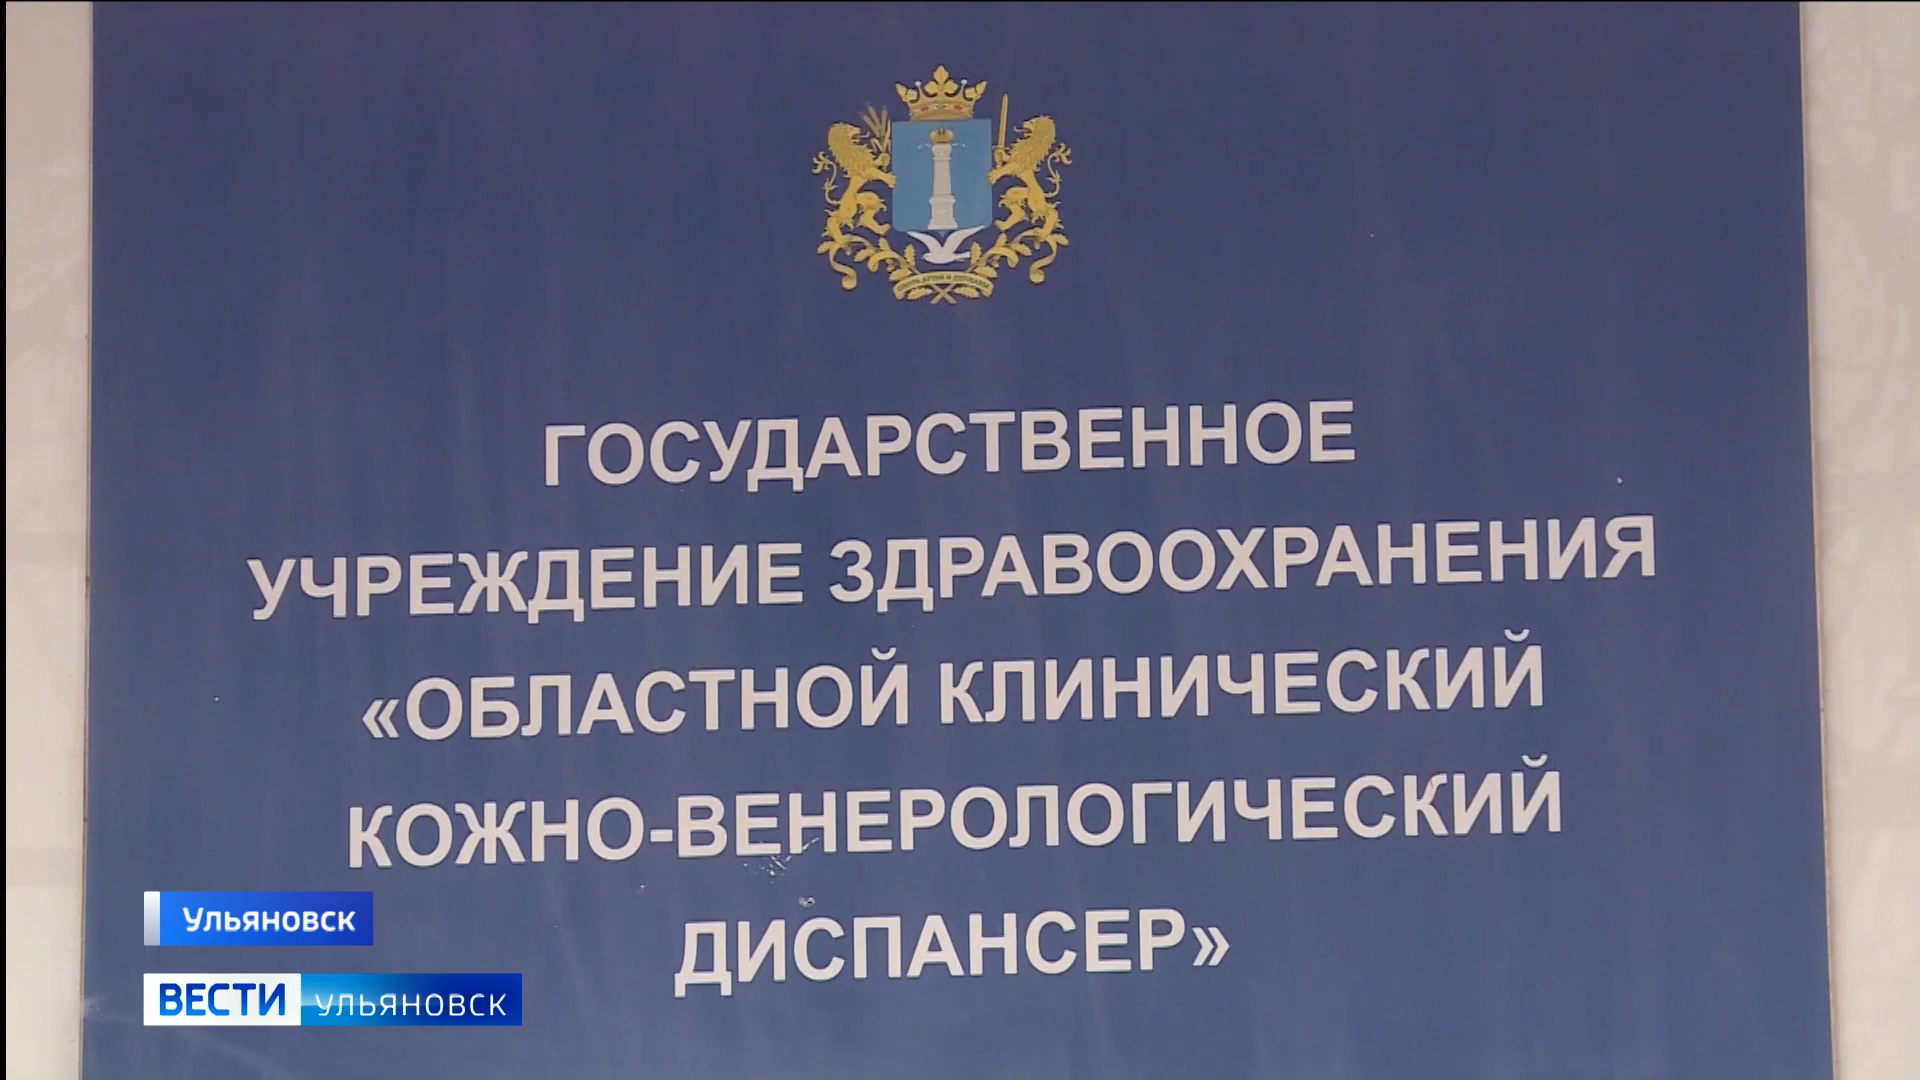 ГОСУДАРСТВЕННОЕ
УЧРЕЖДЕНИЕ ЗДРАВООХРАНЕНИЯ
«ОБЛАСТНОЙ КЛИНИЧЕСКИЙ
КОЖНО-ВЕНЕРОЛОГИЧЕСКИЙ
ДИСПАНСЕР»
Ульяновск
ВЕСТИ УЛЬЯНОВСК